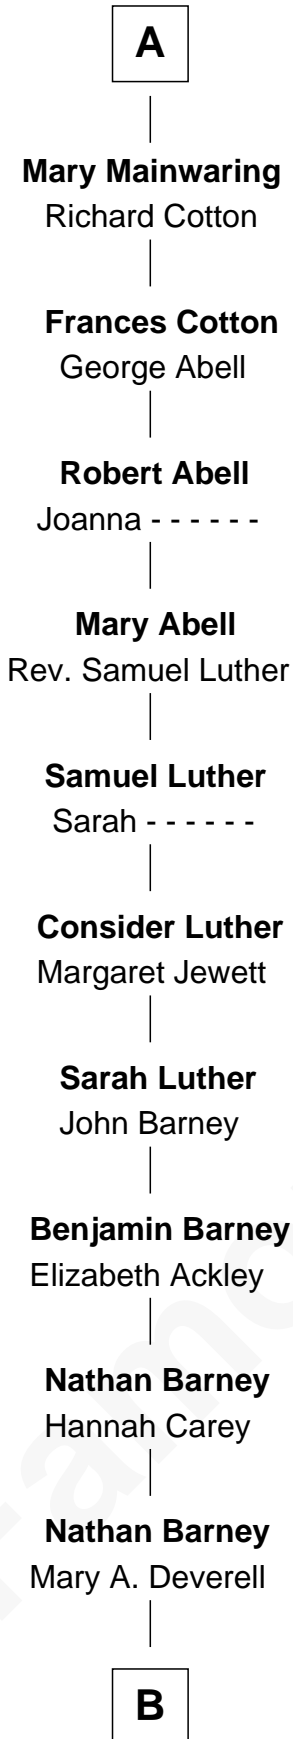 A
Mary Mainwaring
Richard Cotton
Frances Cotton
George Abell
Robert Abell
Joanna - - - - - -
Mary Abell
Rev. Samuel Luther
Samuel Luther
Sarah - - - - - -
Consider Luther
Margaret Jewett
Sarah Luther
John Barney
Benjamin Barney
Elizabeth Ackley
Nathan Barney
Hannah Carey
Nathan Barney
Mary A. Deverell
B